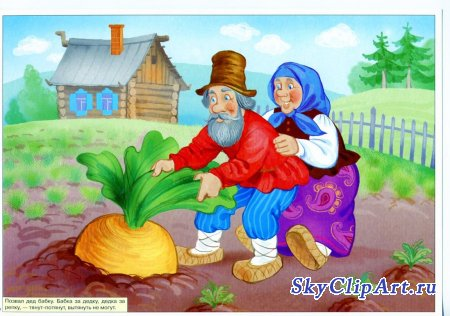 Позвал дед бабку. Бабка за дедку, дедка за
репку, — тянут-потянут, вытянуть не могут.
SkyClipArt.ru